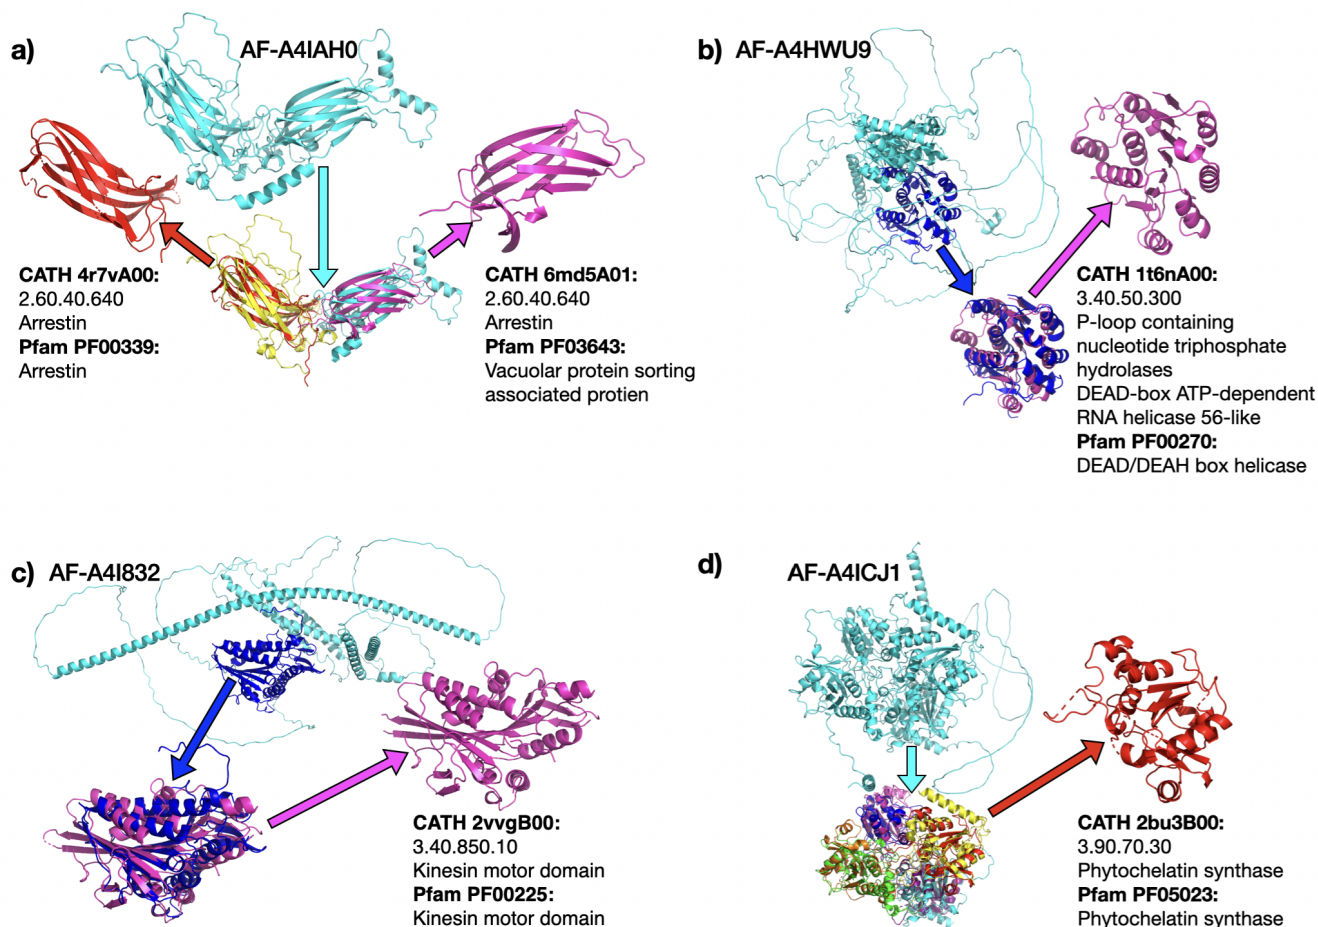 a)
AF-A4IAH0
CATH 4r7vA00:
2.60.40.640
Arrestin
Pfam PF00339:
Arrestin
CATH 6md5A01:
2.60.40.640
Arrestin
Pfam PF03643:
Vacuolar protein sorting
associated protien
b)
AF-A4HWU9
CATH 1t6nA00:
3.40.50.300
P-loop containing
nucleotide triphosphate
hydrolases
DEAD-box ATP-dependent
RNA helicase 56-like
Pfam PF00270:
DEAD/DEAH box helicase
c)
AF-A4I832
CATH 2vvgB00:
3.40.850.10
Kinesin motor domain
Pfam PF00225:
Kinesin motor domain
d)
AF-A4ICJ1
CATH 2bu3B00:
3.90.70.30
Phytochelatin synthase
Pfam PF05023:
Phytochelatin synthase